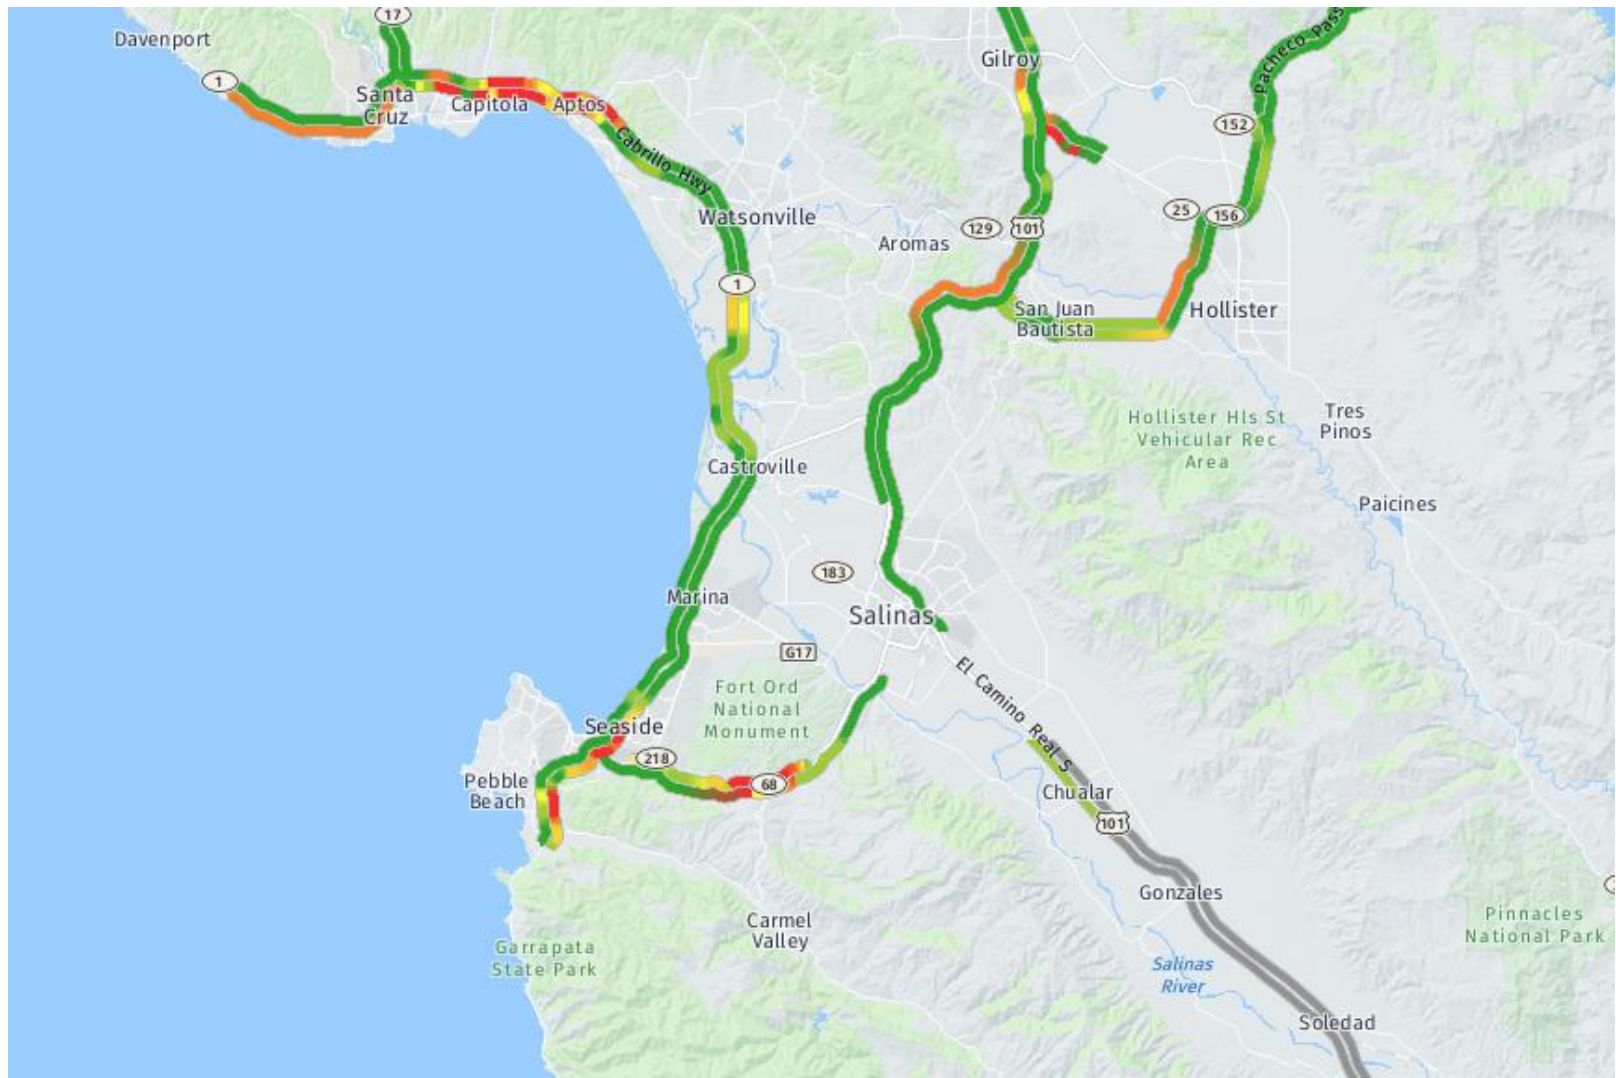 17
Davenport
1
Santa
Cruz
Capitola
Aptos
Cabrillo Hwy
Gilroy
Pacheco Pass
152
Watsonville
129
101
Aromas
25
156
1
San Juan
Bautista
Hollister
Hollister Hls St
Vehicular Rec
Area
Tres
Pinos
Castroville
Paicines
183
Marina
Salinas
G17
El Camino Real S
Fort Ord
National
Monument
Seaside
218
68
Pebble
Beach
Chualar
101
Gonzales
Carmel
Valley
Pinnacles
National Park
Garrapata
State Park
Salinas
River
Soledad